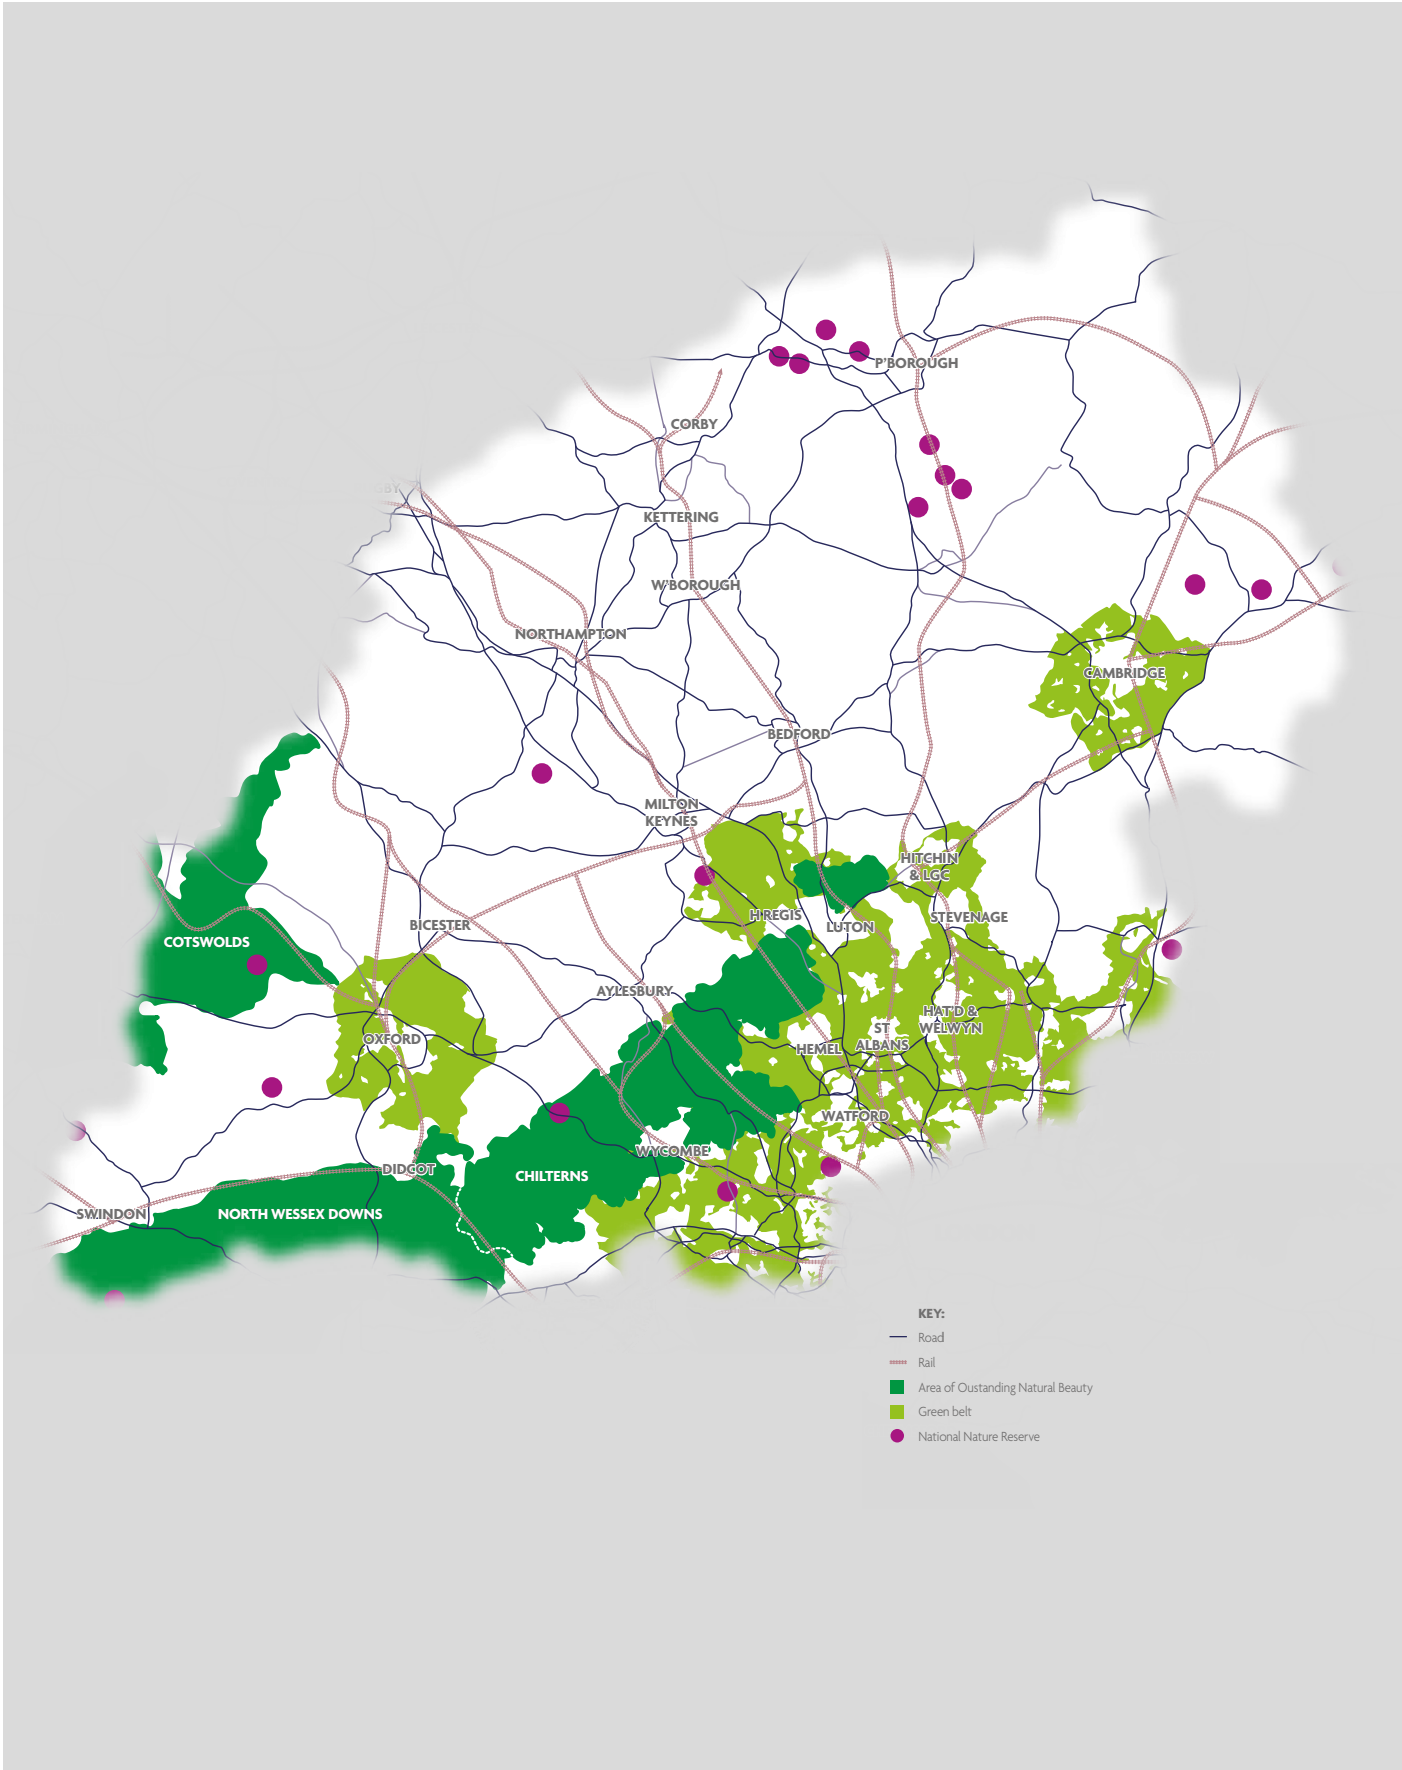 P'BOROUGH
CORBY
KETTERING
W'BOROUGH
NORTHAMPTON
CAMBRIDGE
BEDFORD
MILTON
KEYNES
HITCHIN
& LGC
H REGIS
LUTON
STEVENAGE
BICESTER
COTSWOLDS
AYLESBURY
HAT'D &
WELWYN
ST
ALBANS
OXFORD
HEMEL
WATFORD
WYCOMBE
DIDCOT
CHILTERNS
SWINDON
NORTH WESSEX DOWNS
KEY:
Road
Rail
Area of Oustanding Natural Beauty
Green belt
National Nature Reserve